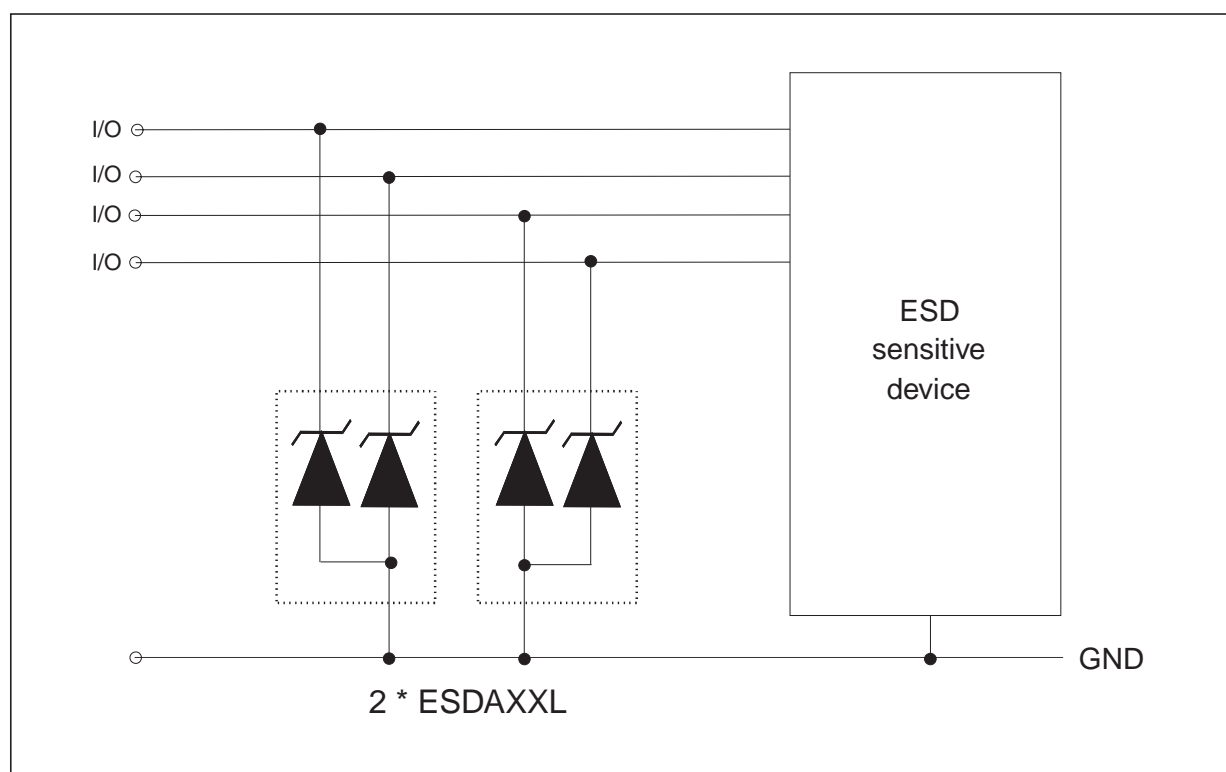 I/O
I/O
I/O
I/O
ESD
sensitive
device
GND
2 * ESDAXXL